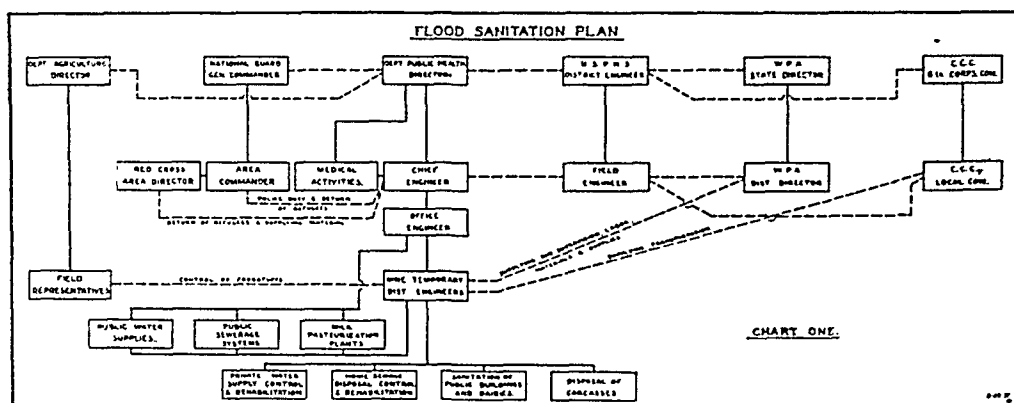 FLOOD SANITATION PLAN
DEPT. AGRICULTURE
DIRECTOR
NATIONAL GUARD
GEN. COMMANDER
DEPT. PUBLIC HEALTH
DIRECTION
U S P H S
DISTRICT ENGINEER
W P A
STATE DIRECTOR
C. C. C.
6th CORPS. COM.
RED CROSS
AREA DIRECTOR
AREA
COMMANDER
MEDICAL
ACTIVITIES.
CHIEF
ENGINEER
FIELD
ENGINEER
W P A
DIST DIRECTOR
C. C. C.
LOCAL COM.
POLICE DUTY & RETURN
OF REFUGEES
RETURN OF REFUGEES & SUPPLYING MATERIAL
OFFICE
ENGINEER
FIELD
REPRESENTATIVES
CONTROL OF FOODSTUFFS
NINE TEMPORARY
DIST. ENGINEERS
PUBLIC WATER
SUPPLIES.
PUBLIC
SEWERAGE
SYSTEMS
MILK
PASTEURIZATION
PLANTS
CHART ONE.
PRIVATE WATER
SUPPLY CONTROL
& REHABILITATION
HOME SEWAGE
DISPOSAL CONTROL
& REHABILITATION
SANITATION OF
PUBLIC BUILDINGS
AND DAIRIES.
DISPOSAL OF
CARCASSES